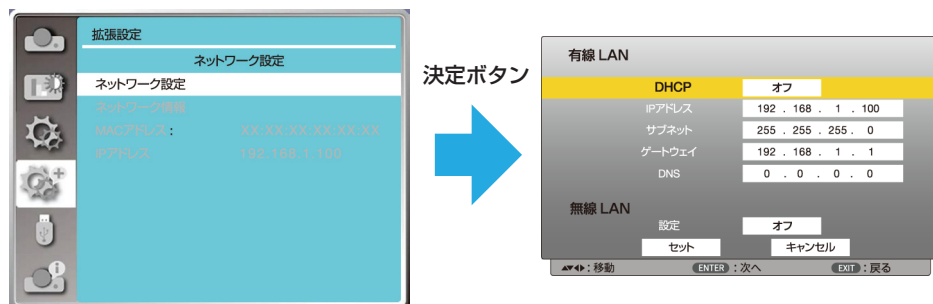 拡張設定
ネットワーク設定
ネットワーク設定
ネットワーク情報
MACアドレス： XX:XX:XX:XX:XX:XX
IPアドレス 192.168.1.100
決定ボタン
有線 LAN
DHCP オフ
IPアドレス 192 . 168 . 1 . 100
サブネット 255 . 255 . 255 . 0
ゲートウェイ 192 . 168 . 1 . 1
DNS 0 . 0 . 0 . 0
無線 LAN
設定 オフ
セット キャンセル
▲▼◀▶：移動 ENTER：次へ EXIT：戻る